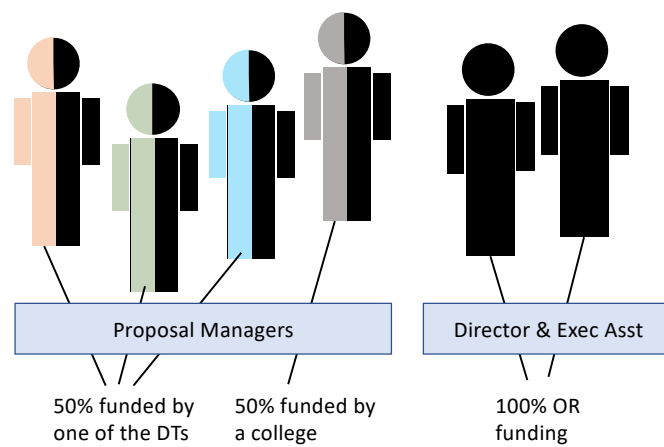 Proposal Managers
Director & Exec Asst
50% funded by
one of the DTs
50% funded by
a college
100% OR
funding